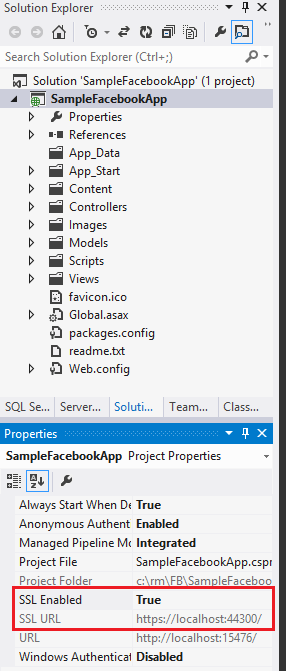 Solution Explorer
Search Solution Explorer (Ctrl+;)
Solution 'SampleFacebookApp' (1 project)
SampleFacebookApp
Properties
References
App_Data
App_Start
Content
Controllers
Images
Models
Scripts
Views
favicon.ico
Global.asax
packages.config
readme.txt
Web.config
SQL Se... Server... Soluti... Team... Class...
Properties
SampleFacebookApp Project Properties
Always Start When De True
Anonymous Authent Enabled
Managed Pipeline Mo Integrated
Project File SampleFacebookApp.cspr
Project Folder c:\rm\FB\SampleFaceboo
SSL Enabled True
SSL URL https://localhost:44300/
URL http://localhost:15476/
Windows Authenticat Disabled